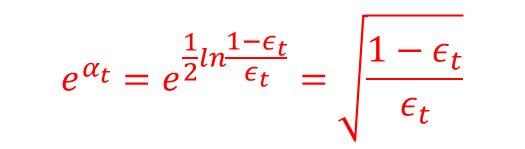 e^{α_t} = e^{\frac{1}{2}ln\frac{1-ϵ_t}{ϵ_t}} = \sqrt{\frac{1-ϵ_t}{ϵ_t}}